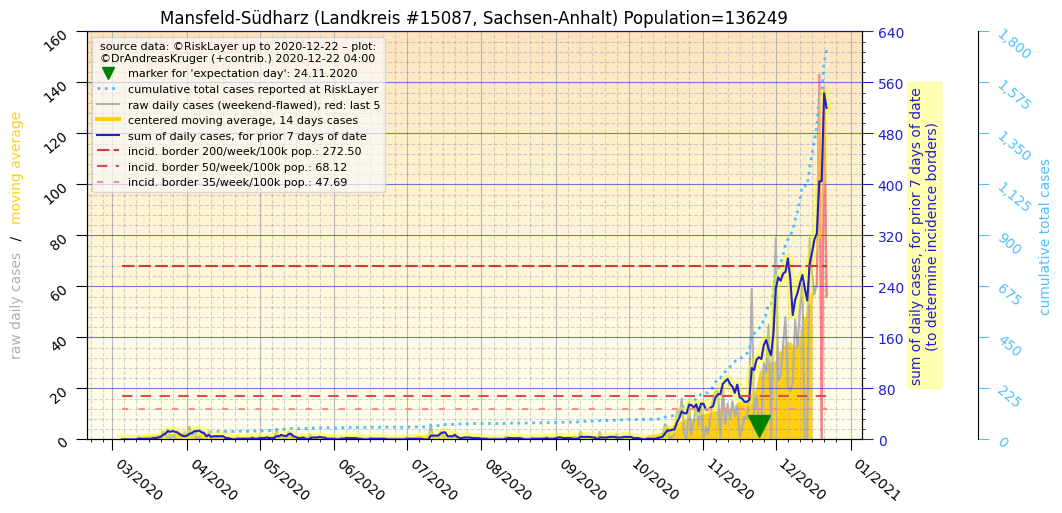 Mansfeld-Südharz (Landkreis #15087, Sachsen-Anhalt) Population=136249
source data: ©RiskLayer up to 2020-12-22 – plot:
©DrAndreasKruger (+contrib.) 2020-12-22 04:00
marker for 'expectation day': 24.11.2020
cumulative total cases reported at RiskLayer
raw daily cases (weekend-flawed), red: last 5
centered moving average, 14 days cases
sum of daily cases, for prior 7 days of date
incid. border 200/week/100k pop.: 272.50
incid. border 50/week/100k pop.: 68.12
incid. border 35/week/100k pop.: 47.69
raw daily cases / moving average
160
140
120
100
80
60
40
20
0
03/2020
04/2020
05/2020
06/2020
07/2020
08/2020
09/2020
10/2020
11/2020
12/2020
01/2021
640
560
480
400
320
240
160
80
0
sum of daily cases, for prior 7 days of date
(to determine incidence borders)
1,800
1,575
1,350
1,125
900
675
450
225
0
cumulative total cases